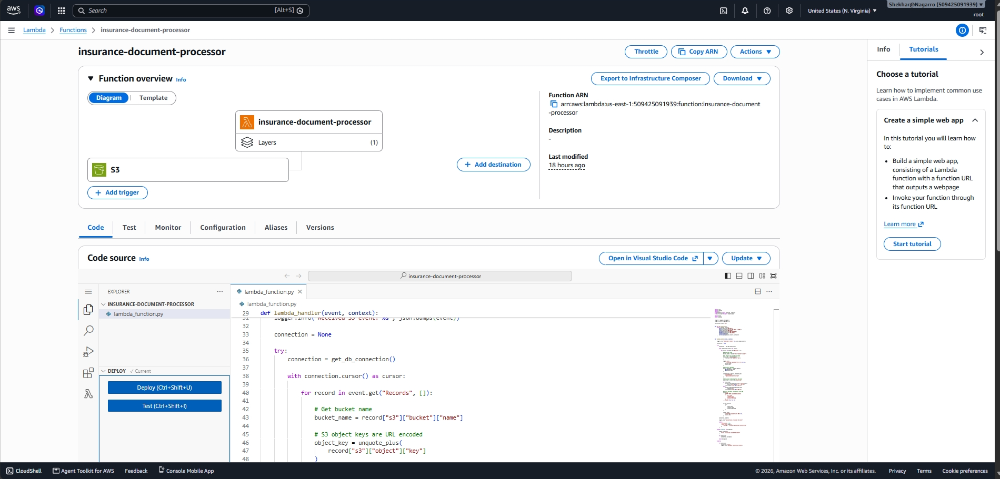 aws
Search
[Alt+S]
United States (N. Virginia)
Shekhar@Nagarro (509425091939)
root
Lambda
Functions
insurance-document-processor
insurance-document-processor
Throttle
Copy ARN
Actions
Function overview Info
Export to Infrastructure Composer
Download
Diagram
Template
insurance-document-processor
Layers
(1)
S3
Add trigger
Add destination
Function ARN
arn:aws:lambda:us-east-1:509425091939:function:insurance-document
-processor
Description
-
Last modified
18 hours ago
Code
Test
Monitor
Configuration
Aliases
Versions
Code source Info
Open in Visual Studio Code
Update
insurance-document-processor
EXPLORER
INSURANCE-DOCUMENT-PROCESSOR
lambda_function.py
DEPLOY Current
Deploy (Ctrl+Shift+U)
Test (Ctrl+Shift+I)
lambda_function.py
lambda_function.py
29 def lambda_handler(event, context):
31 logger.info("Received S3 event: %s", json.dumps(event))
32
33 connection = None
34
35 try:
36 connection = get_db_connection()
37
38 with connection.cursor() as cursor:
39
40 for record in event.get("Records", []):
41
42 # Get bucket name
43 bucket_name = record["s3"]["bucket"]["name"]
44
45 # S3 object keys are URL encoded
46 object_key = unquote_plus(
47 record["s3"]["object"]["key"]
48 )
Info
Tutorials
Choose a tutorial
Learn how to implement common use
cases in AWS Lambda.
Create a simple web app
In this tutorial you will learn how
to:
• Build a simple web app,
consisting of a Lambda
function with a function URL
that outputs a webpage
• Invoke your function through
its function URL
Learn more
Start tutorial
CloudShell
Agent Toolkit for AWS
Feedback
Console Mobile App
© 2026, Amazon Web Services, Inc. or its affiliates.
Privacy
Terms
Cookie preferences